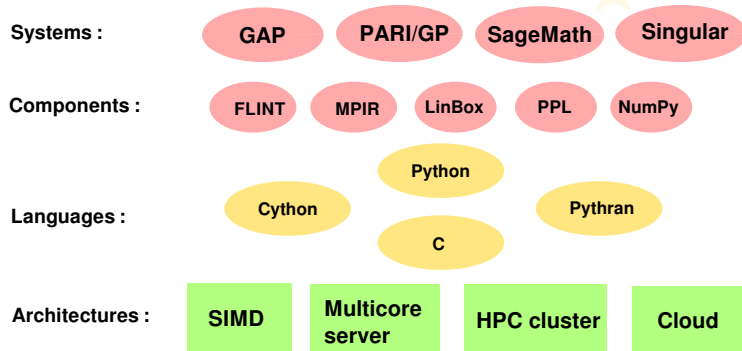 Systems : GAP PARI/GP SageMath Singular
Components : FLINT MPIR LinBox PPL NumPy
Python
Languages : Cython Pythran
C
Architectures : SIMD Multicore server HPC cluster Cloud